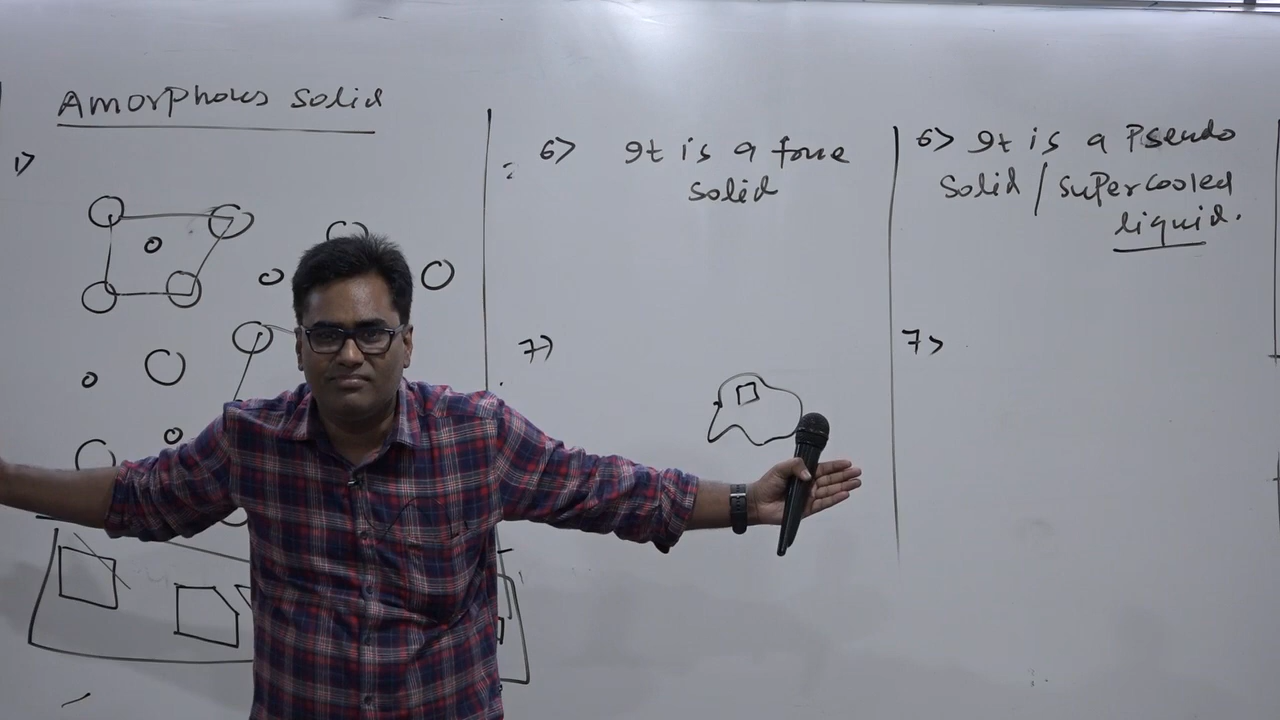 Amorphous solid
1)
6) It is a true
solid
7)
6) It is a Pseudo
solid / supercooled
liquid.
7)